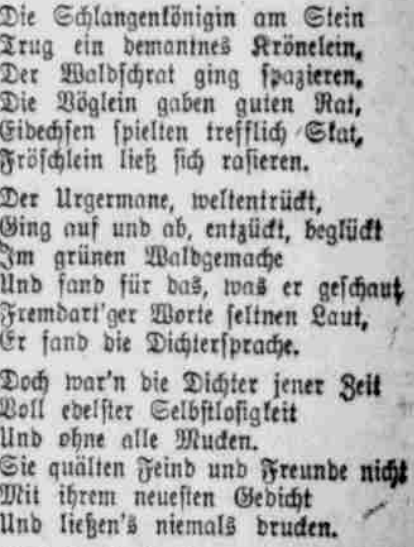 Die Schlangenkönigin am Stein
Trug ein demantnes Krönelein,
Der Waldschrat ging spazieren,
Die Vöglein gaben guten Rat,
Eidechsen spielten trefflich Skat,
Fröschlein ließ sich rasieren.
Der Urgermane, weltentrückt,
Ging auf und ab, entzückt, beglückt
Im grünen Waldgemache
Und fand für das, was er geschaut,
Fremdart'ger Worte seltnen Laut,
Er fand die Dichtersprache.
Doch war'n die Dichter jener Zeit
Voll edelster Selbstlosigkeit
Und ohne alle Mucken.
Sie quälten Feind und Freunde nicht
Mit ihrem neuesten Gedicht
Und ließen's niemals drucken.